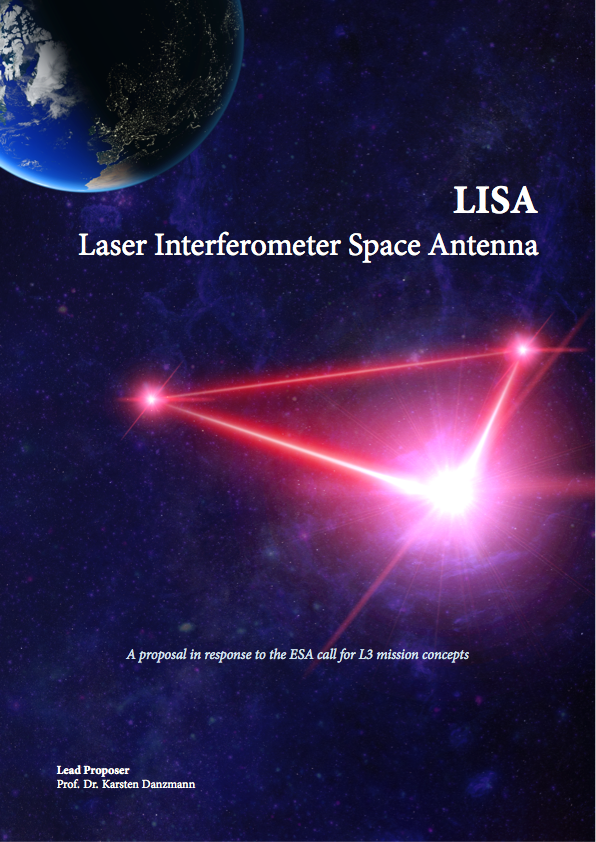 LISA
Laser Interferometer Space Antenna
A proposal in response to the ESA call for L3 mission concepts
Lead Proposer
Prof. Dr. Karsten Danzmann